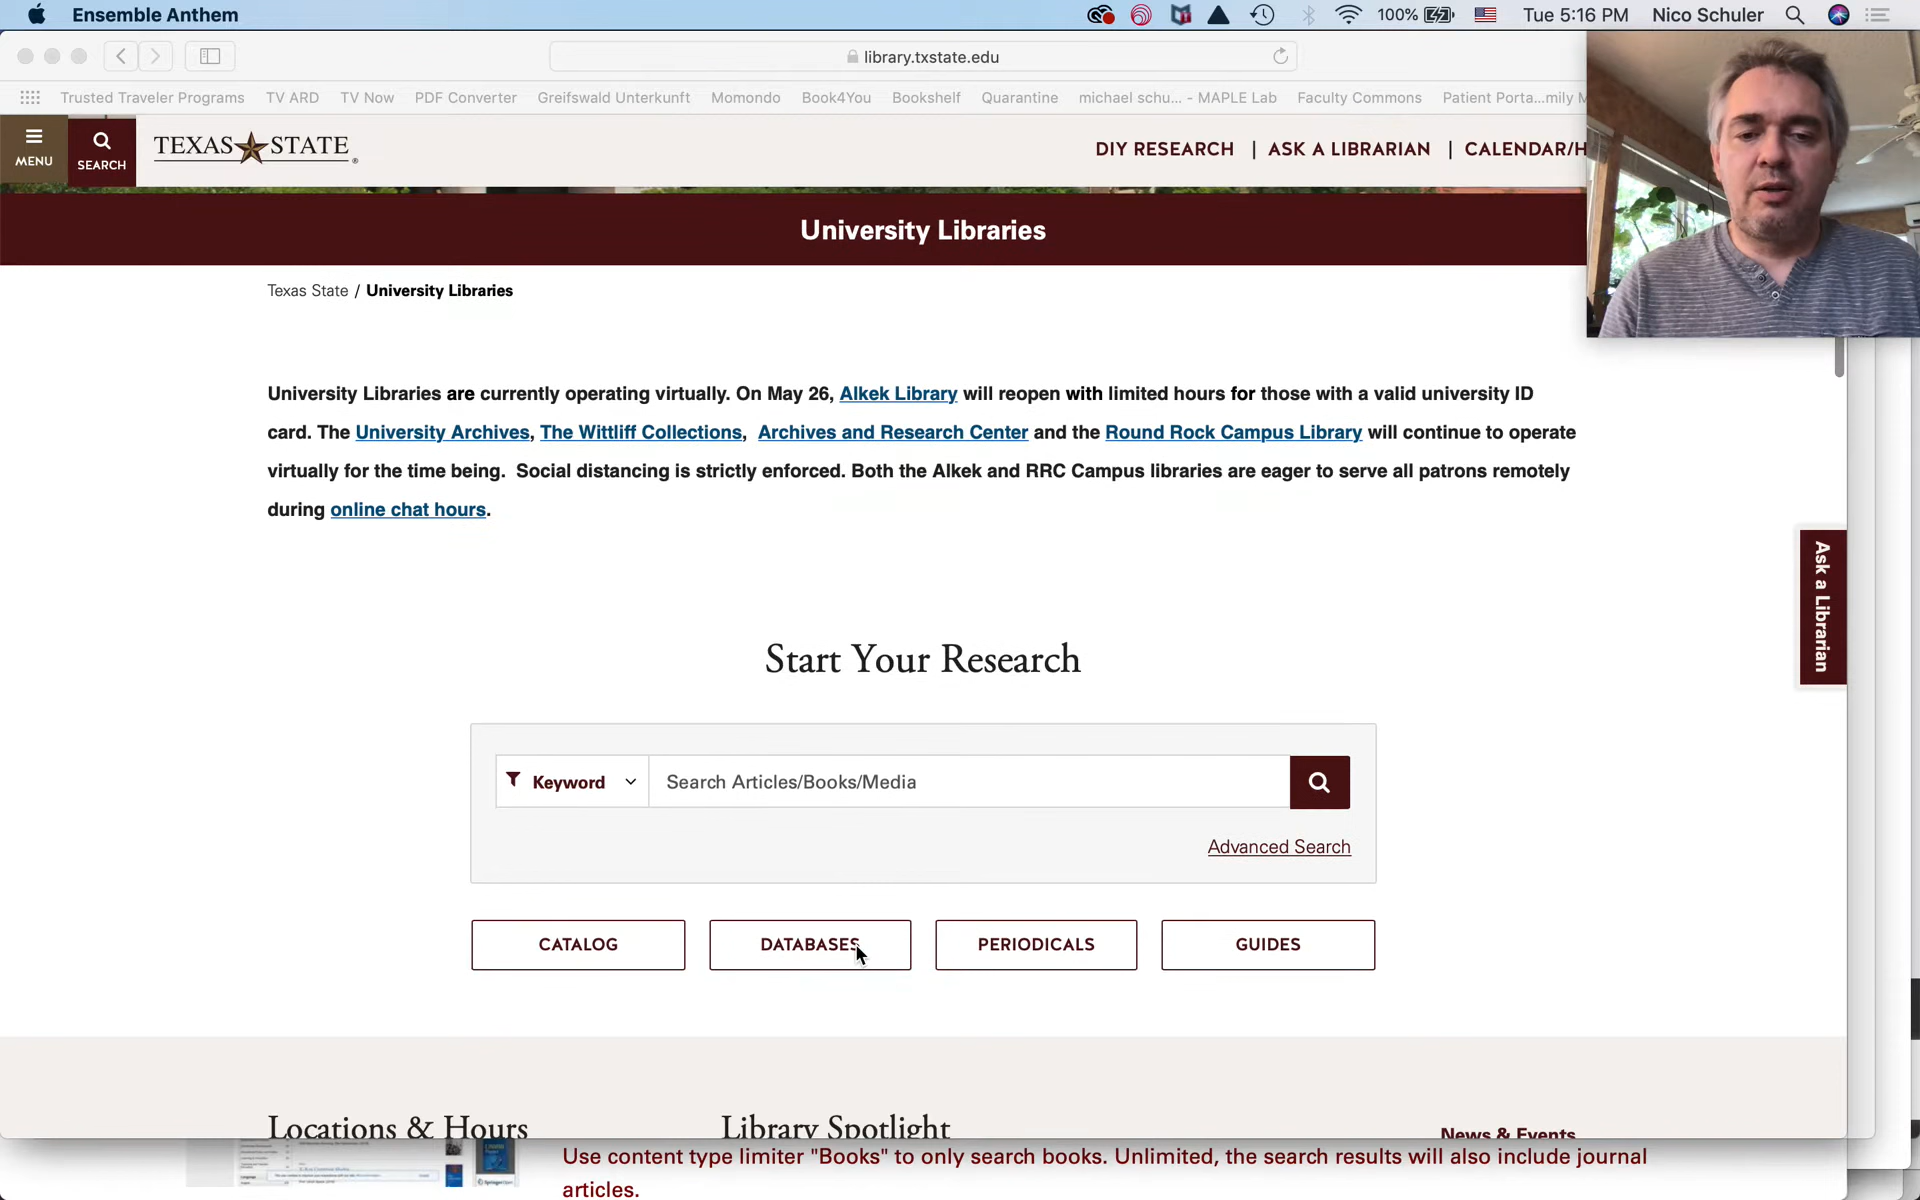 Ensemble Anthem
100%
Tue 5:16 PM
Nico Schuler
library.txstate.edu
Trusted Traveler Programs TV ARD TV Now PDF Converter Greifswald Unterkunft Momondo Book4You Bookshelf Quarantine michael schu... - MAPLE Lab Faculty Commons Patient Porta...mily M
MENU
SEARCH
TEXAS STATE
DIY RESEARCH | ASK A LIBRARIAN | CALENDAR/H
University Libraries
Texas State / University Libraries
University Libraries are currently operating virtually. On May 26, Alkek Library will reopen with limited hours for those with a valid university ID
card. The University Archives, The Wittliff Collections, Archives and Research Center and the Round Rock Campus Library will continue to operate
virtually for the time being. Social distancing is strictly enforced. Both the Alkek and RRC Campus libraries are eager to serve all patrons remotely
during online chat hours.
Ask a Librarian
Start Your Research
Keyword
Search Articles/Books/Media
Advanced Search
CATALOG
DATABASES
PERIODICALS
GUIDES
Locations & Hours
Library Spotlight
News & Events
Use content type limiter "Books" to only search books. Unlimited, the search results will also include journal
articles.